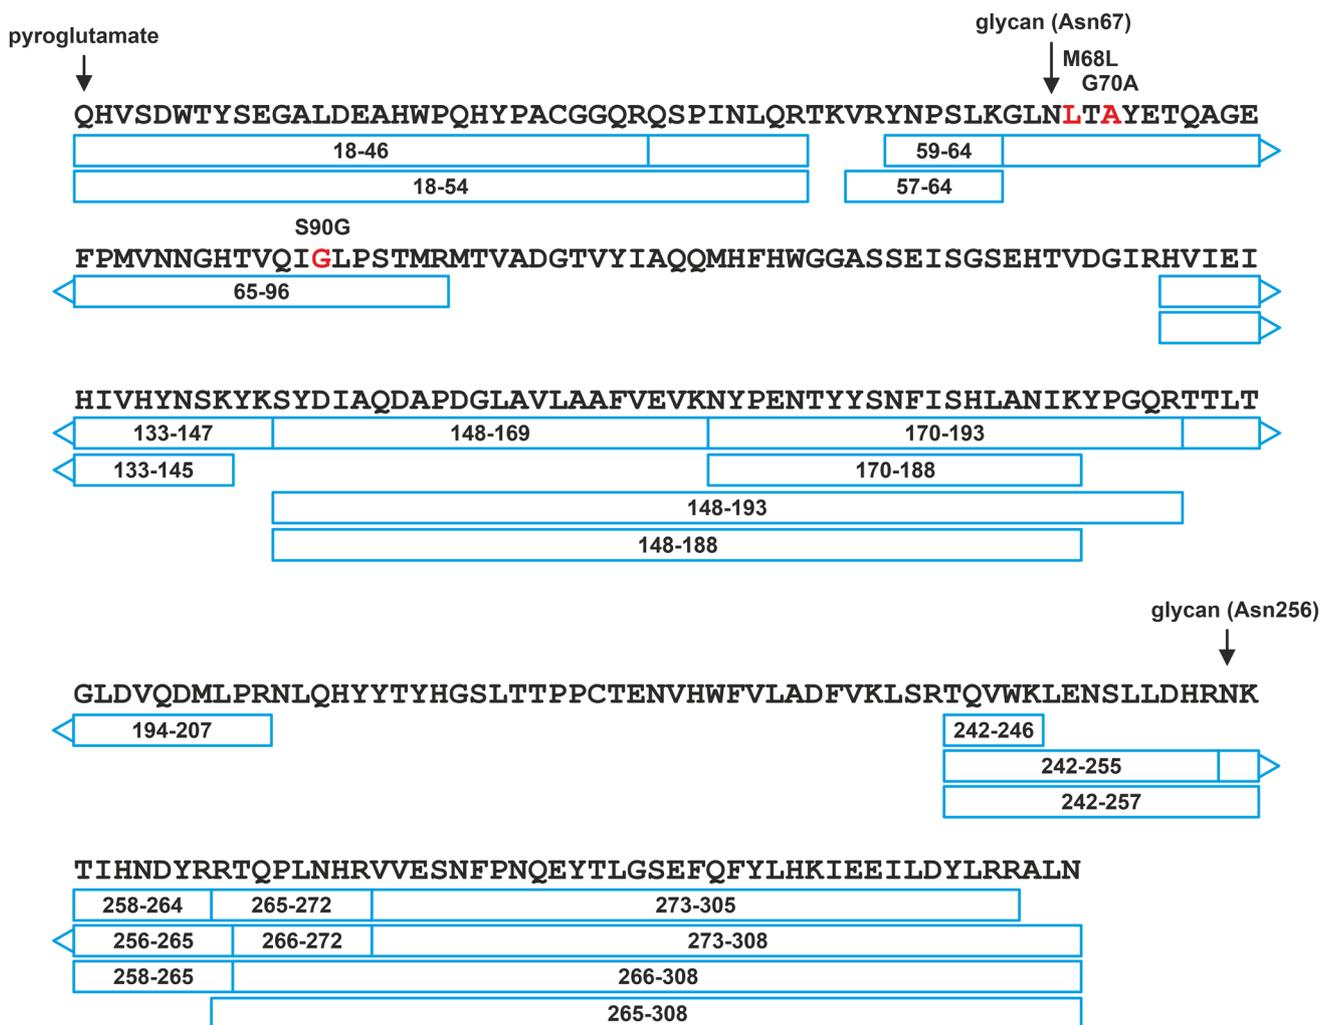 glycan (Asn67)
pyroglutamate
M68L
G70A
QHVSDWTYSEGALDEAHWPQHYPACGGQRQSPINLQRTKVRYNPSLKGLNLTAYETQAGE
18-46 59-64
18-54 57-64
S90G
FPMVNNGHTVQIGLPSTMRMTVADGTVYIAQQMHFHWGGASSEISGSEHTVDGIRHVIEI
65-96
HIVHYNSKYKSYDIAQDAPDGLAVLAAFVEVKNYPENTYYSNFISHLANIKYPGQRTTLT
133-147 148-169 170-193
133-145 170-188
148-193
148-188
glycan (Asn256)
GLDVQDMLPRNLQHYYTYHGSLTTPPCTENVHWFVLADFVKLSRTQVWKLENSLLDHRNK
194-207 242-246
242-255
242-257
TIHNDYRRTQPLNHRVVESNFPNQEYTLGSEFQFYLHKIEEILDYLRRALN
258-264 265-272 273-305
256-265 266-272 273-308
258-265 266-308
265-308